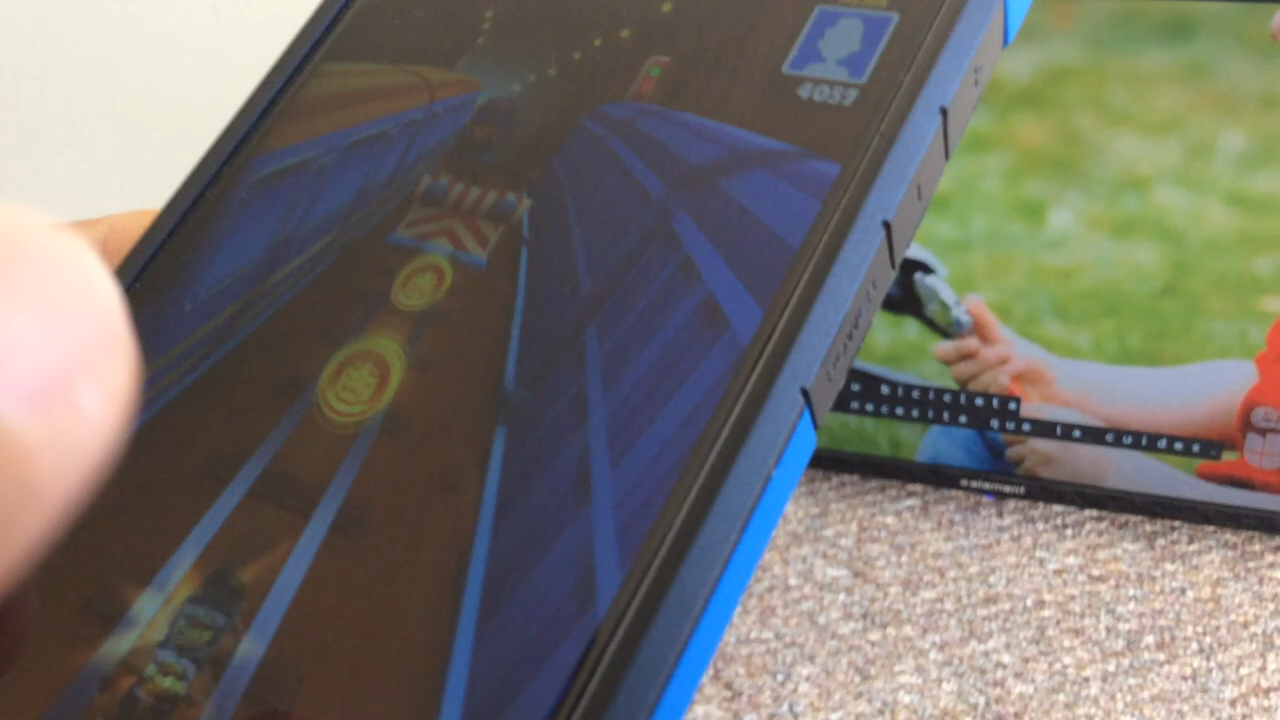 4037
u bicicleta
necesita que la cuides.
element